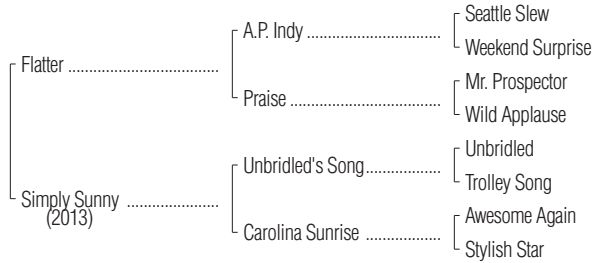 Seattle Slew
A.P. Indy ................................
Weekend Surprise
Flatter ....................................
Mr. Prospector
Praise ....................................
Wild Applause
Unbridled
Unbridled's Song..................
Trolley Song
Simply Sunny ......................
(2013)
Awesome Again
Carolina Sunrise ..................
Stylish Star